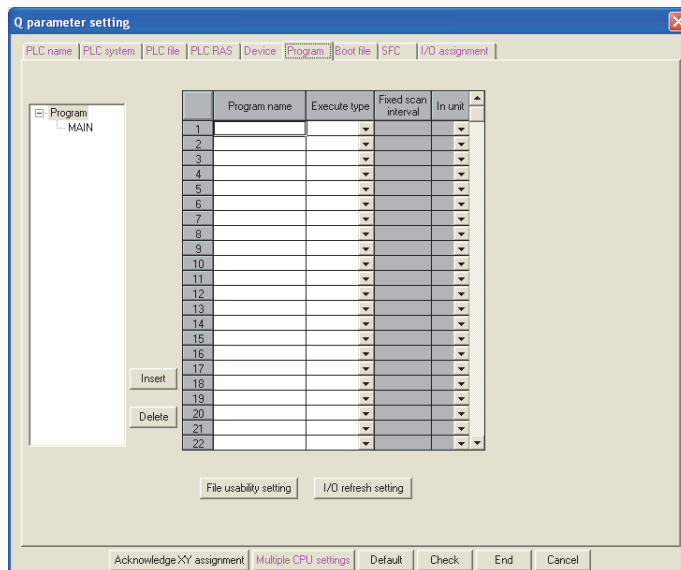 Q parameter setting
PLC name PLC system PLC file PLC RAS Device Program Boot file SFC I/O assignment
Program
MAIN
Program name Execute type Fixed scan interval In unit
1
2
3
4
5
6
7
8
9
10
11
12
13
14
15
16
17
18
19
20
21
22
Insert
Delete
File usability setting I/O refresh setting
Acknowledge XY assignment Multiple CPU settings Default Check End Cancel